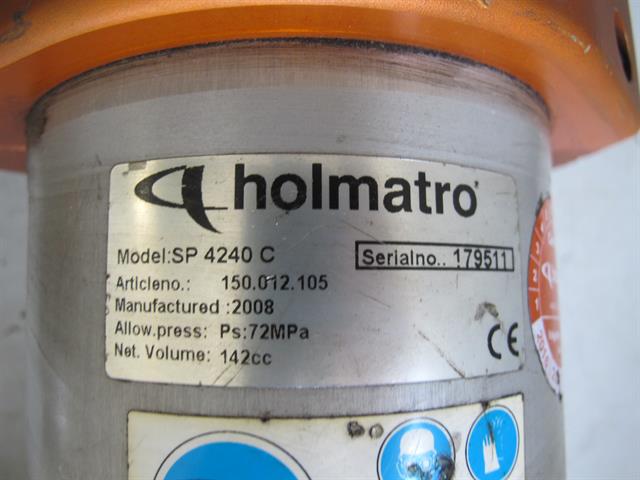 holmatro
Model:SP 4240 C
Serialno.. 179511
Articleno.: 150.012.105
Manufactured :2008
Allow.press: Ps:72MPa
Net. Volume: 142cc
CE